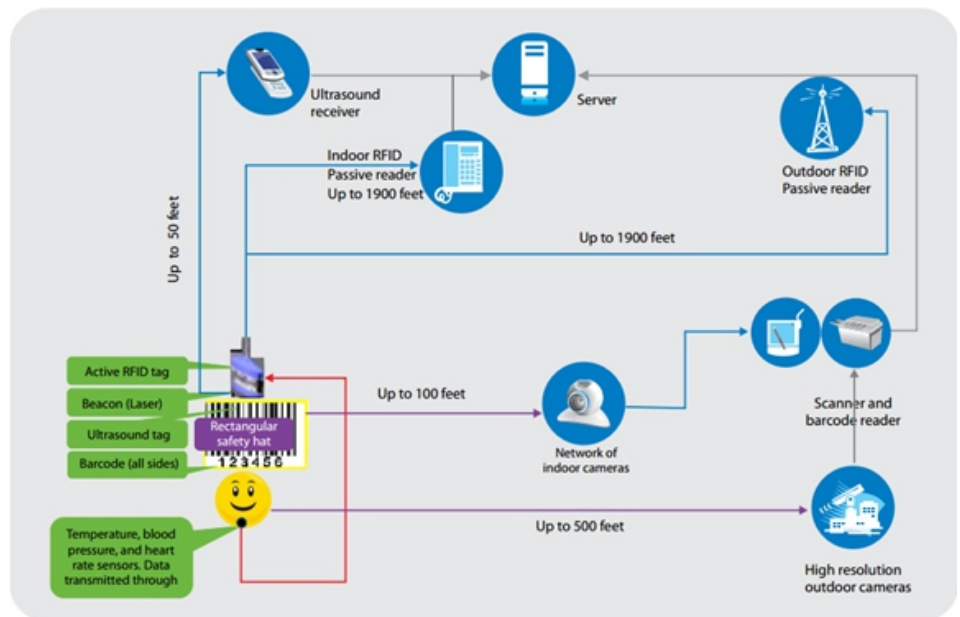 Ultrasound
receiver
Server
Indoor RFID
Passive reader
Up to 1900 feet
Outdoor RFID
Passive reader
Up to 50 feet
Up to 1900 feet
Active RFID tag
Beacon (Laser)
Ultrasound tag
Barcode (all sides)
Rectangular
safety hat
123456
Up to 100 feet
Network of
indoor cameras
Scanner and
barcode reader
Temperature, blood
pressure, and heart
rate sensors. Data
transmitted through
Up to 500 feet
High resolution
outdoor cameras